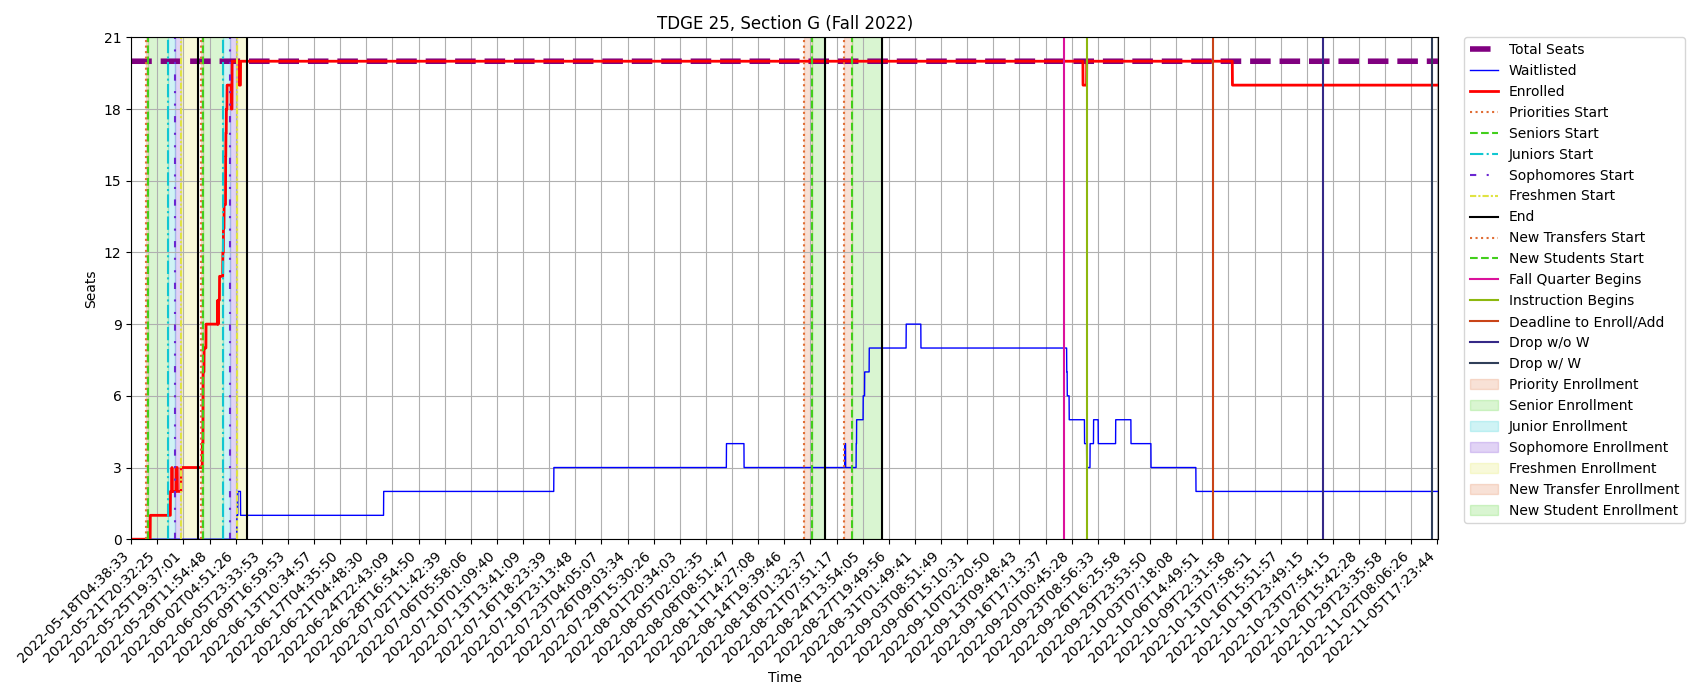 TDGE 25, Section G (Fall 2022)
21
18
15
12
9
6
3
0
Seats
2022-05-18T04:38:33
2022-05-21T20:32:25
2022-05-25T19:37:01
2022-05-29T11:54:48
2022-06-02T04:51:26
2022-06-05T23:33:53
2022-06-09T16:59:53
2022-06-13T10:34:57
2022-06-17T04:35:50
2022-06-21T04:48:30
2022-06-24T22:43:09
2022-06-28T16:54:50
2022-07-02T11:42:39
2022-07-06T05:58:06
2022-07-10T01:09:40
2022-07-13T13:41:09
2022-07-16T18:23:39
2022-07-19T23:13:48
2022-07-23T04:05:07
2022-07-26T09:03:34
2022-07-29T15:30:26
2022-08-01T20:34:03
2022-08-05T02:02:35
2022-08-08T08:51:47
2022-08-11T14:27:08
2022-08-14T19:39:46
2022-08-18T01:32:37
2022-08-21T07:51:17
2022-08-24T13:54:05
2022-08-27T19:49:56
2022-08-31T01:49:41
2022-09-03T08:51:49
2022-09-06T15:10:31
2022-09-10T02:20:50
2022-09-13T09:48:43
2022-09-16T17:13:37
2022-09-20T00:45:28
2022-09-23T08:56:33
2022-09-26T16:25:58
2022-09-29T23:53:50
2022-10-03T07:18:08
2022-10-06T14:49:51
2022-10-09T22:31:58
2022-10-13T07:58:51
2022-10-16T15:51:57
2022-10-19T23:49:15
2022-10-23T07:54:15
2022-10-26T15:42:28
2022-10-29T23:35:58
2022-11-02T08:06:26
2022-11-05T17:23:44
Time
Total Seats
Waitlisted
Enrolled
Priorities Start
Seniors Start
Juniors Start
Sophomores Start
Freshmen Start
End
New Transfers Start
New Students Start
Fall Quarter Begins
Instruction Begins
Deadline to Enroll/Add
Drop w/o W
Drop w/ W
Priority Enrollment
Senior Enrollment
Junior Enrollment
Sophomore Enrollment
Freshmen Enrollment
New Transfer Enrollment
New Student Enrollment